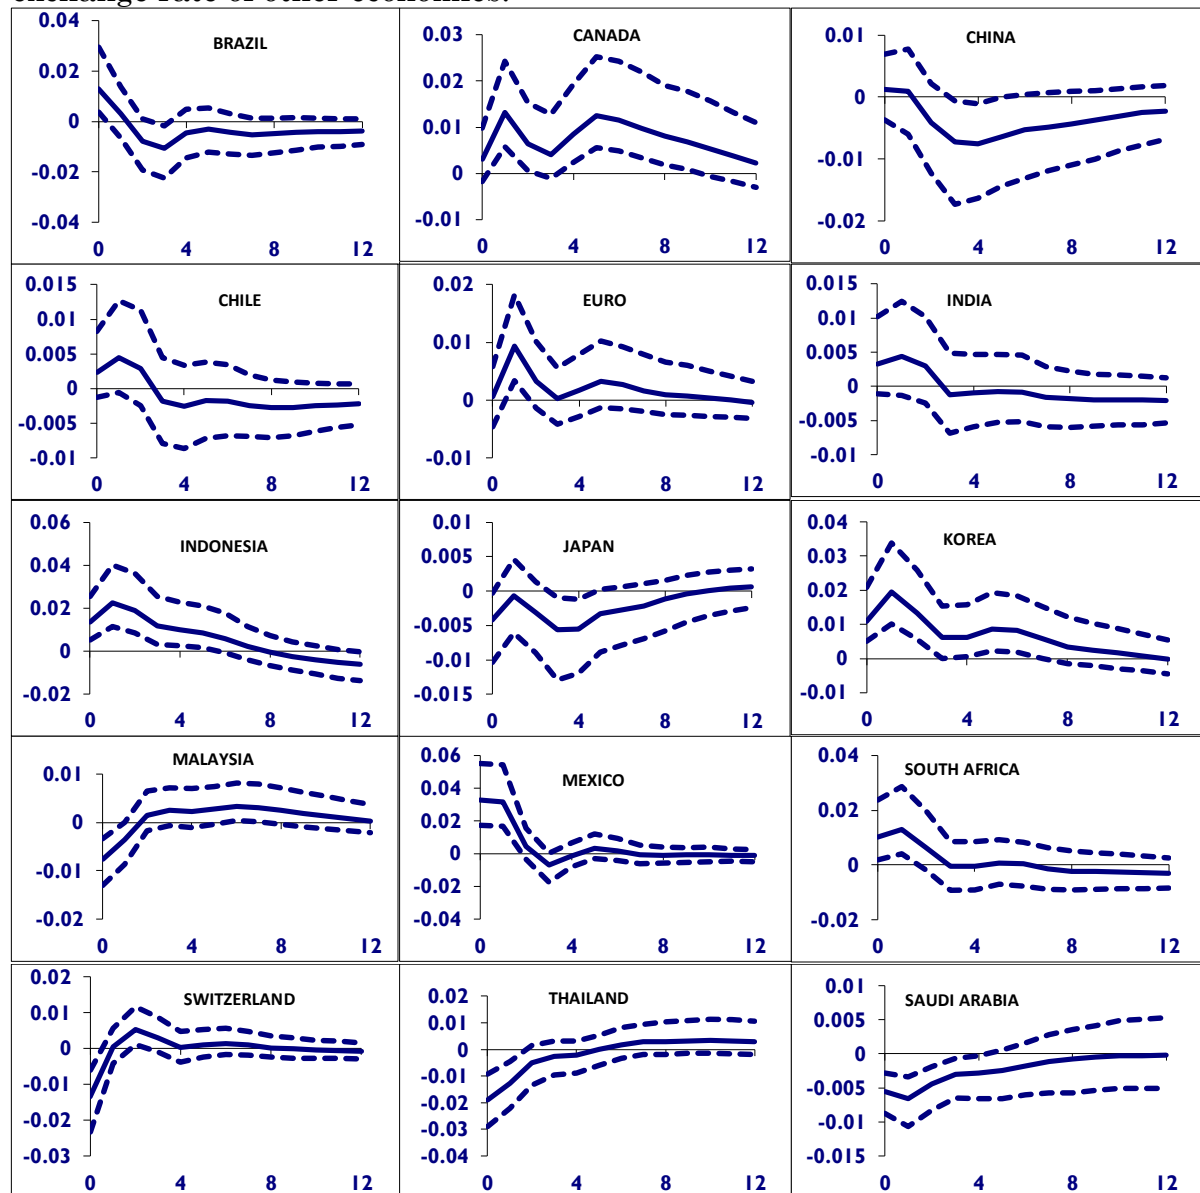 exchange rate of other economies.
BRAZIL
0.04
0.02
0
-0.02
-0.04
0 4 8 12
CANADA
0.03
0.02
0.01
0
-0.01
0 4 8 12
CHINA
0.01
0
-0.01
-0.02
0 4 8 12
CHILE
0.015
0.01
0.005
0
-0.005
-0.01
0 4 8 12
EURO
0.02
0.01
0
-0.01
0 4 8 12
INDIA
0.015
0.01
0.005
0
-0.005
-0.01
0 4 8 12
INDONESIA
0.06
0.04
0.02
0
-0.02
0 4 8 12
JAPAN
0.01
0.005
0
-0.005
-0.01
-0.015
0 4 8 12
KOREA
0.04
0.03
0.02
0.01
0
-0.01
0 4 8 12
MALAYSIA
0.01
0
-0.01
-0.02
0 4 8 12
MEXICO
0.06
0.04
0.02
0
-0.02
-0.04
0 4 8 12
SOUTH AFRICA
0.04
0.02
0
-0.02
0 4 8 12
SWITZERLAND
0.02
0.01
0
-0.01
-0.02
-0.03
0 4 8 12
THAILAND
0.02
0.01
0
-0.01
-0.02
-0.03
-0.04
0 4 8 12
SAUDI ARABIA
0.01
0.005
0
-0.005
-0.01
-0.015
0 4 8 12